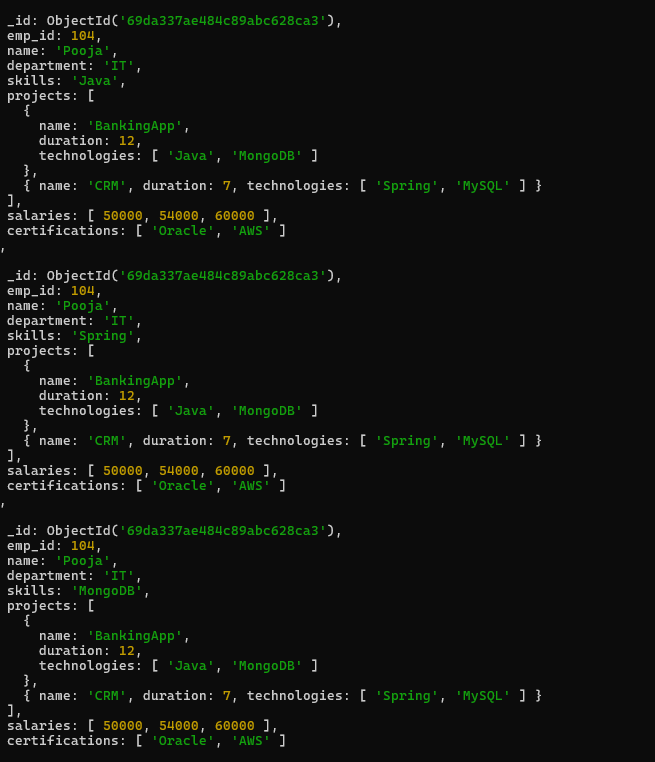 _id: ObjectId('69da337ae484c89abc628ca3'),
emp_id: 104,
name: 'Pooja',
department: 'IT',
skills: 'Java',
projects: [
  {
    name: 'BankingApp',
    duration: 12,
    technologies: [ 'Java', 'MongoDB' ]
  },
  { name: 'CRM', duration: 7, technologies: [ 'Spring', 'MySQL' ] }
],
salaries: [ 50000, 54000, 60000 ],
certifications: [ 'Oracle', 'AWS' ]
,
_id: ObjectId('69da337ae484c89abc628ca3'),
emp_id: 104,
name: 'Pooja',
department: 'IT',
skills: 'Spring',
projects: [
  {
    name: 'BankingApp',
    duration: 12,
    technologies: [ 'Java', 'MongoDB' ]
  },
  { name: 'CRM', duration: 7, technologies: [ 'Spring', 'MySQL' ] }
],
salaries: [ 50000, 54000, 60000 ],
certifications: [ 'Oracle', 'AWS' ]
,
_id: ObjectId('69da337ae484c89abc628ca3'),
emp_id: 104,
name: 'Pooja',
department: 'IT',
skills: 'MongoDB',
projects: [
  {
    name: 'BankingApp',
    duration: 12,
    technologies: [ 'Java', 'MongoDB' ]
  },
  { name: 'CRM', duration: 7, technologies: [ 'Spring', 'MySQL' ] }
],
salaries: [ 50000, 54000, 60000 ],
certifications: [ 'Oracle', 'AWS' ]